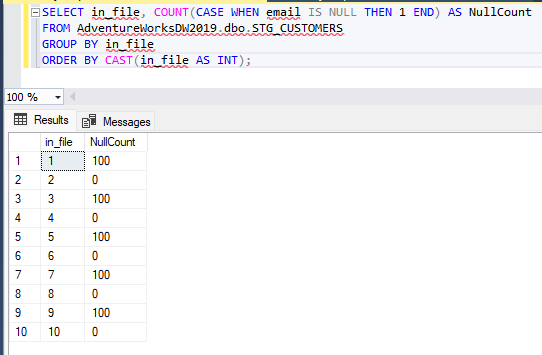 SELECT in_file, COUNT(CASE WHEN email IS NULL THEN 1 END) AS NullCount
FROM AdventureWorksDW2019.dbo.STG_CUSTOMERS
GROUP BY in_file
ORDER BY CAST(in_file AS INT);
100 %
Results Messages
in_file NullCount
1 1 100
2 2 0
3 3 100
4 4 0
5 5 100
6 6 0
7 7 100
8 8 0
9 9 100
10 10 0